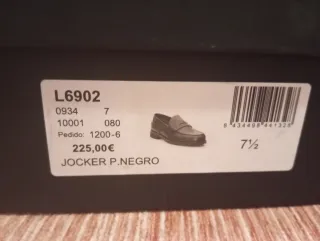 L6902
0934 7
10001 080
Pedido: 1200-6
225,00€
JOCKER P.NEGRO
7½